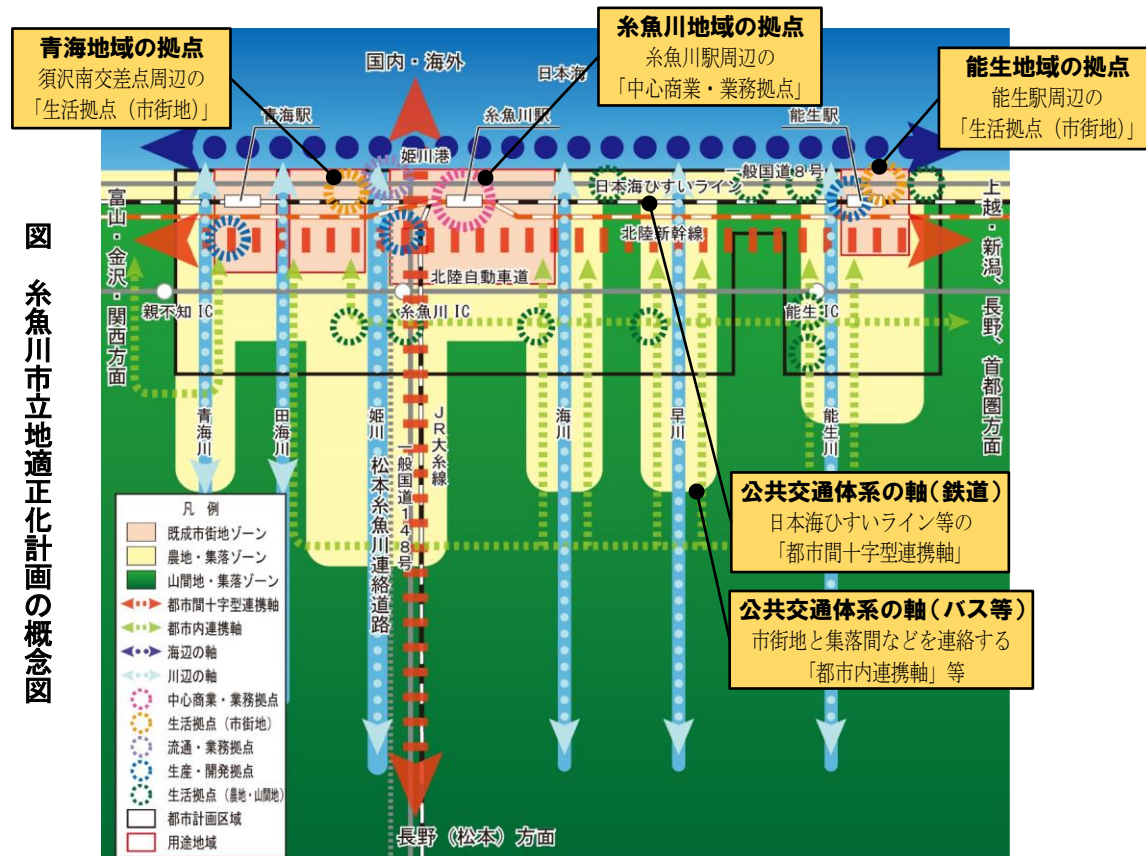 青海地域の拠点
須沢南交差点周辺の
「生活拠点（市街地）」
糸魚川地域の拠点
糸魚川駅周辺の
「中心商業・業務拠点」
能生地域の拠点
能生駅周辺の
「生活拠点（市街地）」
国内・海外
日本海
青海駅
糸魚川駅
能生駅
姫川港
一般国道８号
日本海ひすいライン
北陸新幹線
北陸自動車道
富山・金沢・関西方面
上越・新潟、長野、首都圏方面
親不知 IC
糸魚川 IC
能生 IC
図　糸魚川市立地適正化計画の概念図
青海川
田海川
姫川
松本糸魚川連絡道路
一般国道148号
ＪＲ大糸線
海川
早川
能生川
公共交通体系の軸（鉄道）
日本海ひすいライン等の
「都市間十字型連携軸」
公共交通体系の軸（バス等）
市街地と集落間などを連絡する
「都市内連携軸」等
凡　例
既成市街地ゾーン
農地・集落ゾーン
山間地・集落ゾーン
都市間十字型連携軸
都市内連携軸
海辺の軸
川辺の軸
中心商業・業務拠点
生活拠点（市街地）
流通・業務拠点
生産・開発拠点
生活拠点（農地・山間地）
都市計画区域
用途地域
長野（松本）方面